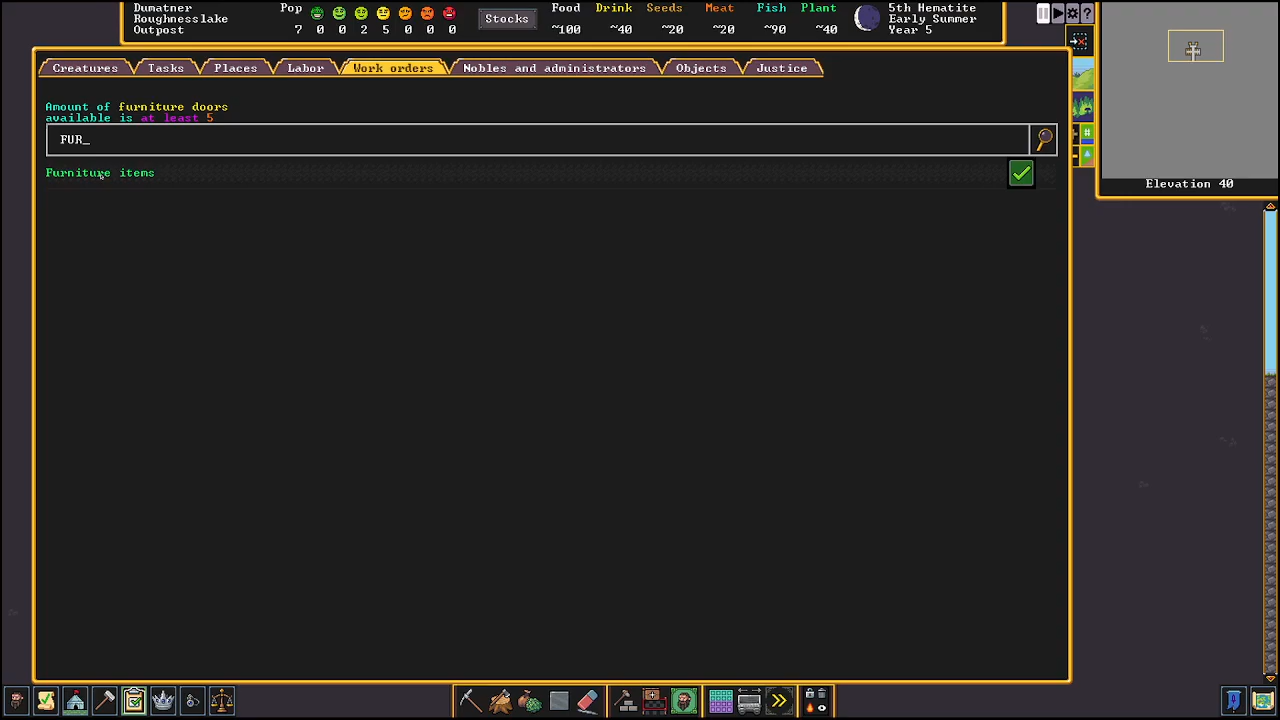 Dumatner
Roughnesslake
Outpost
Pop
7 0 0 2 5 0 0 0
Stocks
Food Drink Seeds Meat Fish Plant
~100 ~40 ~20 ~20 ~90 ~40
5th Hematite
Early Summer
Year 5
Creatures Tasks Places Labor Work orders Nobles and administrators Objects Justice
Amount of furniture doors
available is at least 5
FUR_
Furniture items
Elevation 40